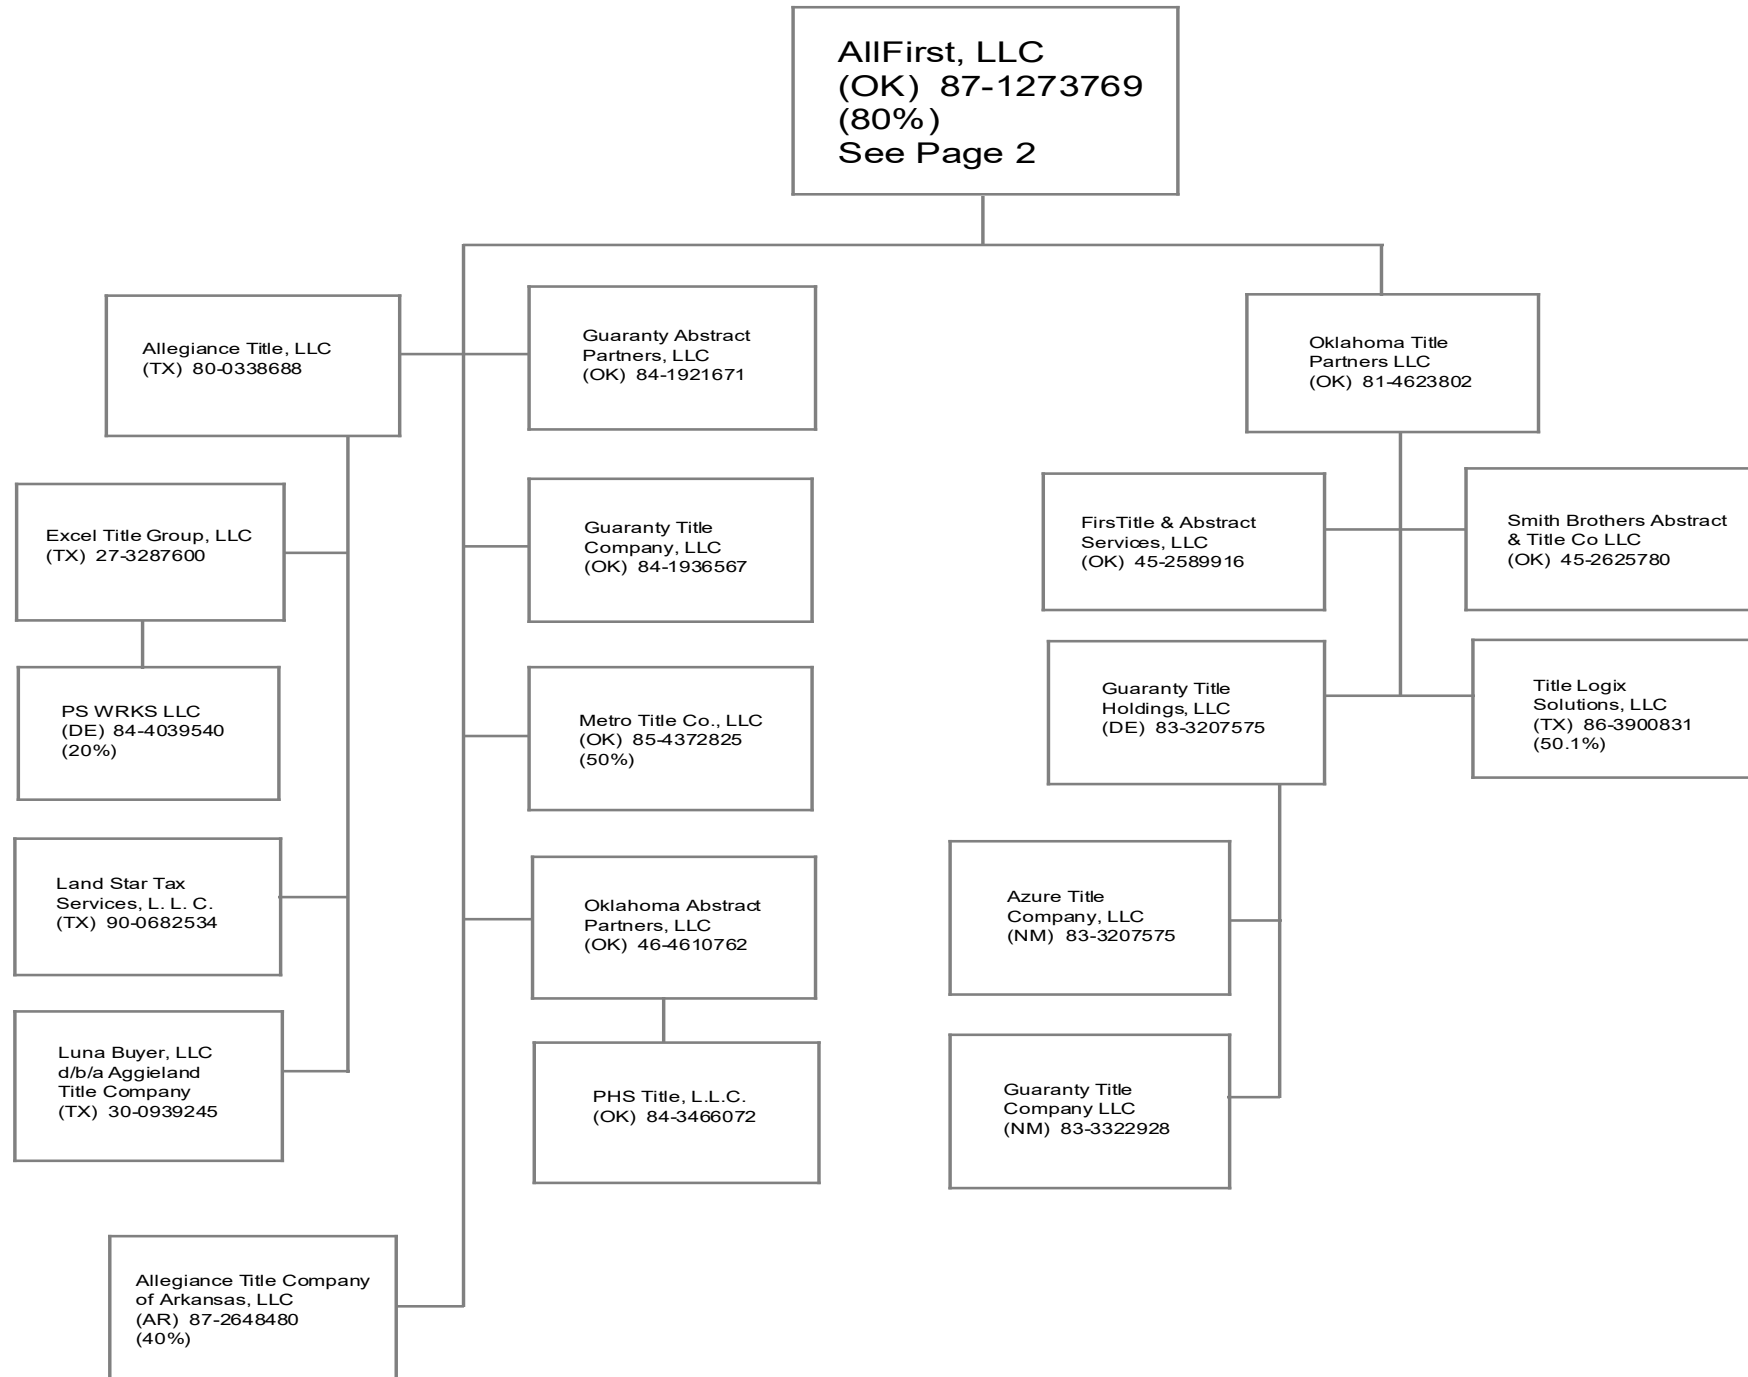 AllFirst, LLC
(OK) 87-1273769
(80%)
See Page 2
Allegiance Title, LLC
(TX) 80-0338688
Guaranty Abstract
Partners, LLC
(OK) 84-1921671
Oklahoma Title
Partners LLC
(OK) 81-4623802
Excel Title Group, LLC
(TX) 27-3287600
Guaranty Title
Company, LLC
(OK) 84-1936567
FirsTitle & Abstract
Services, LLC
(OK) 45-2589916
Smith Brothers Abstract
& Title Co LLC
(OK) 45-2625780
PS WRKS LLC
(DE) 84-4039540
(20%)
Metro Title Co., LLC
(OK) 85-4372825
(50%)
Guaranty Title
Holdings, LLC
(DE) 83-3207575
Title Logix
Solutions, LLC
(TX) 86-3900831
(50.1%)
Land Star Tax
Services, L. L. C.
(TX) 90-0682534
Oklahoma Abstract
Partners, LLC
(OK) 46-4610762
Azure Title
Company, LLC
(NM) 83-3207575
Luna Buyer, LLC
d/b/a Aggieland
Title Company
(TX) 30-0939245
PHS Title, L.L.C.
(OK) 84-3466072
Guaranty Title
Company LLC
(NM) 83-3322928
Allegiance Title Company
of Arkansas, LLC
(AR) 87-2648480
(40%)